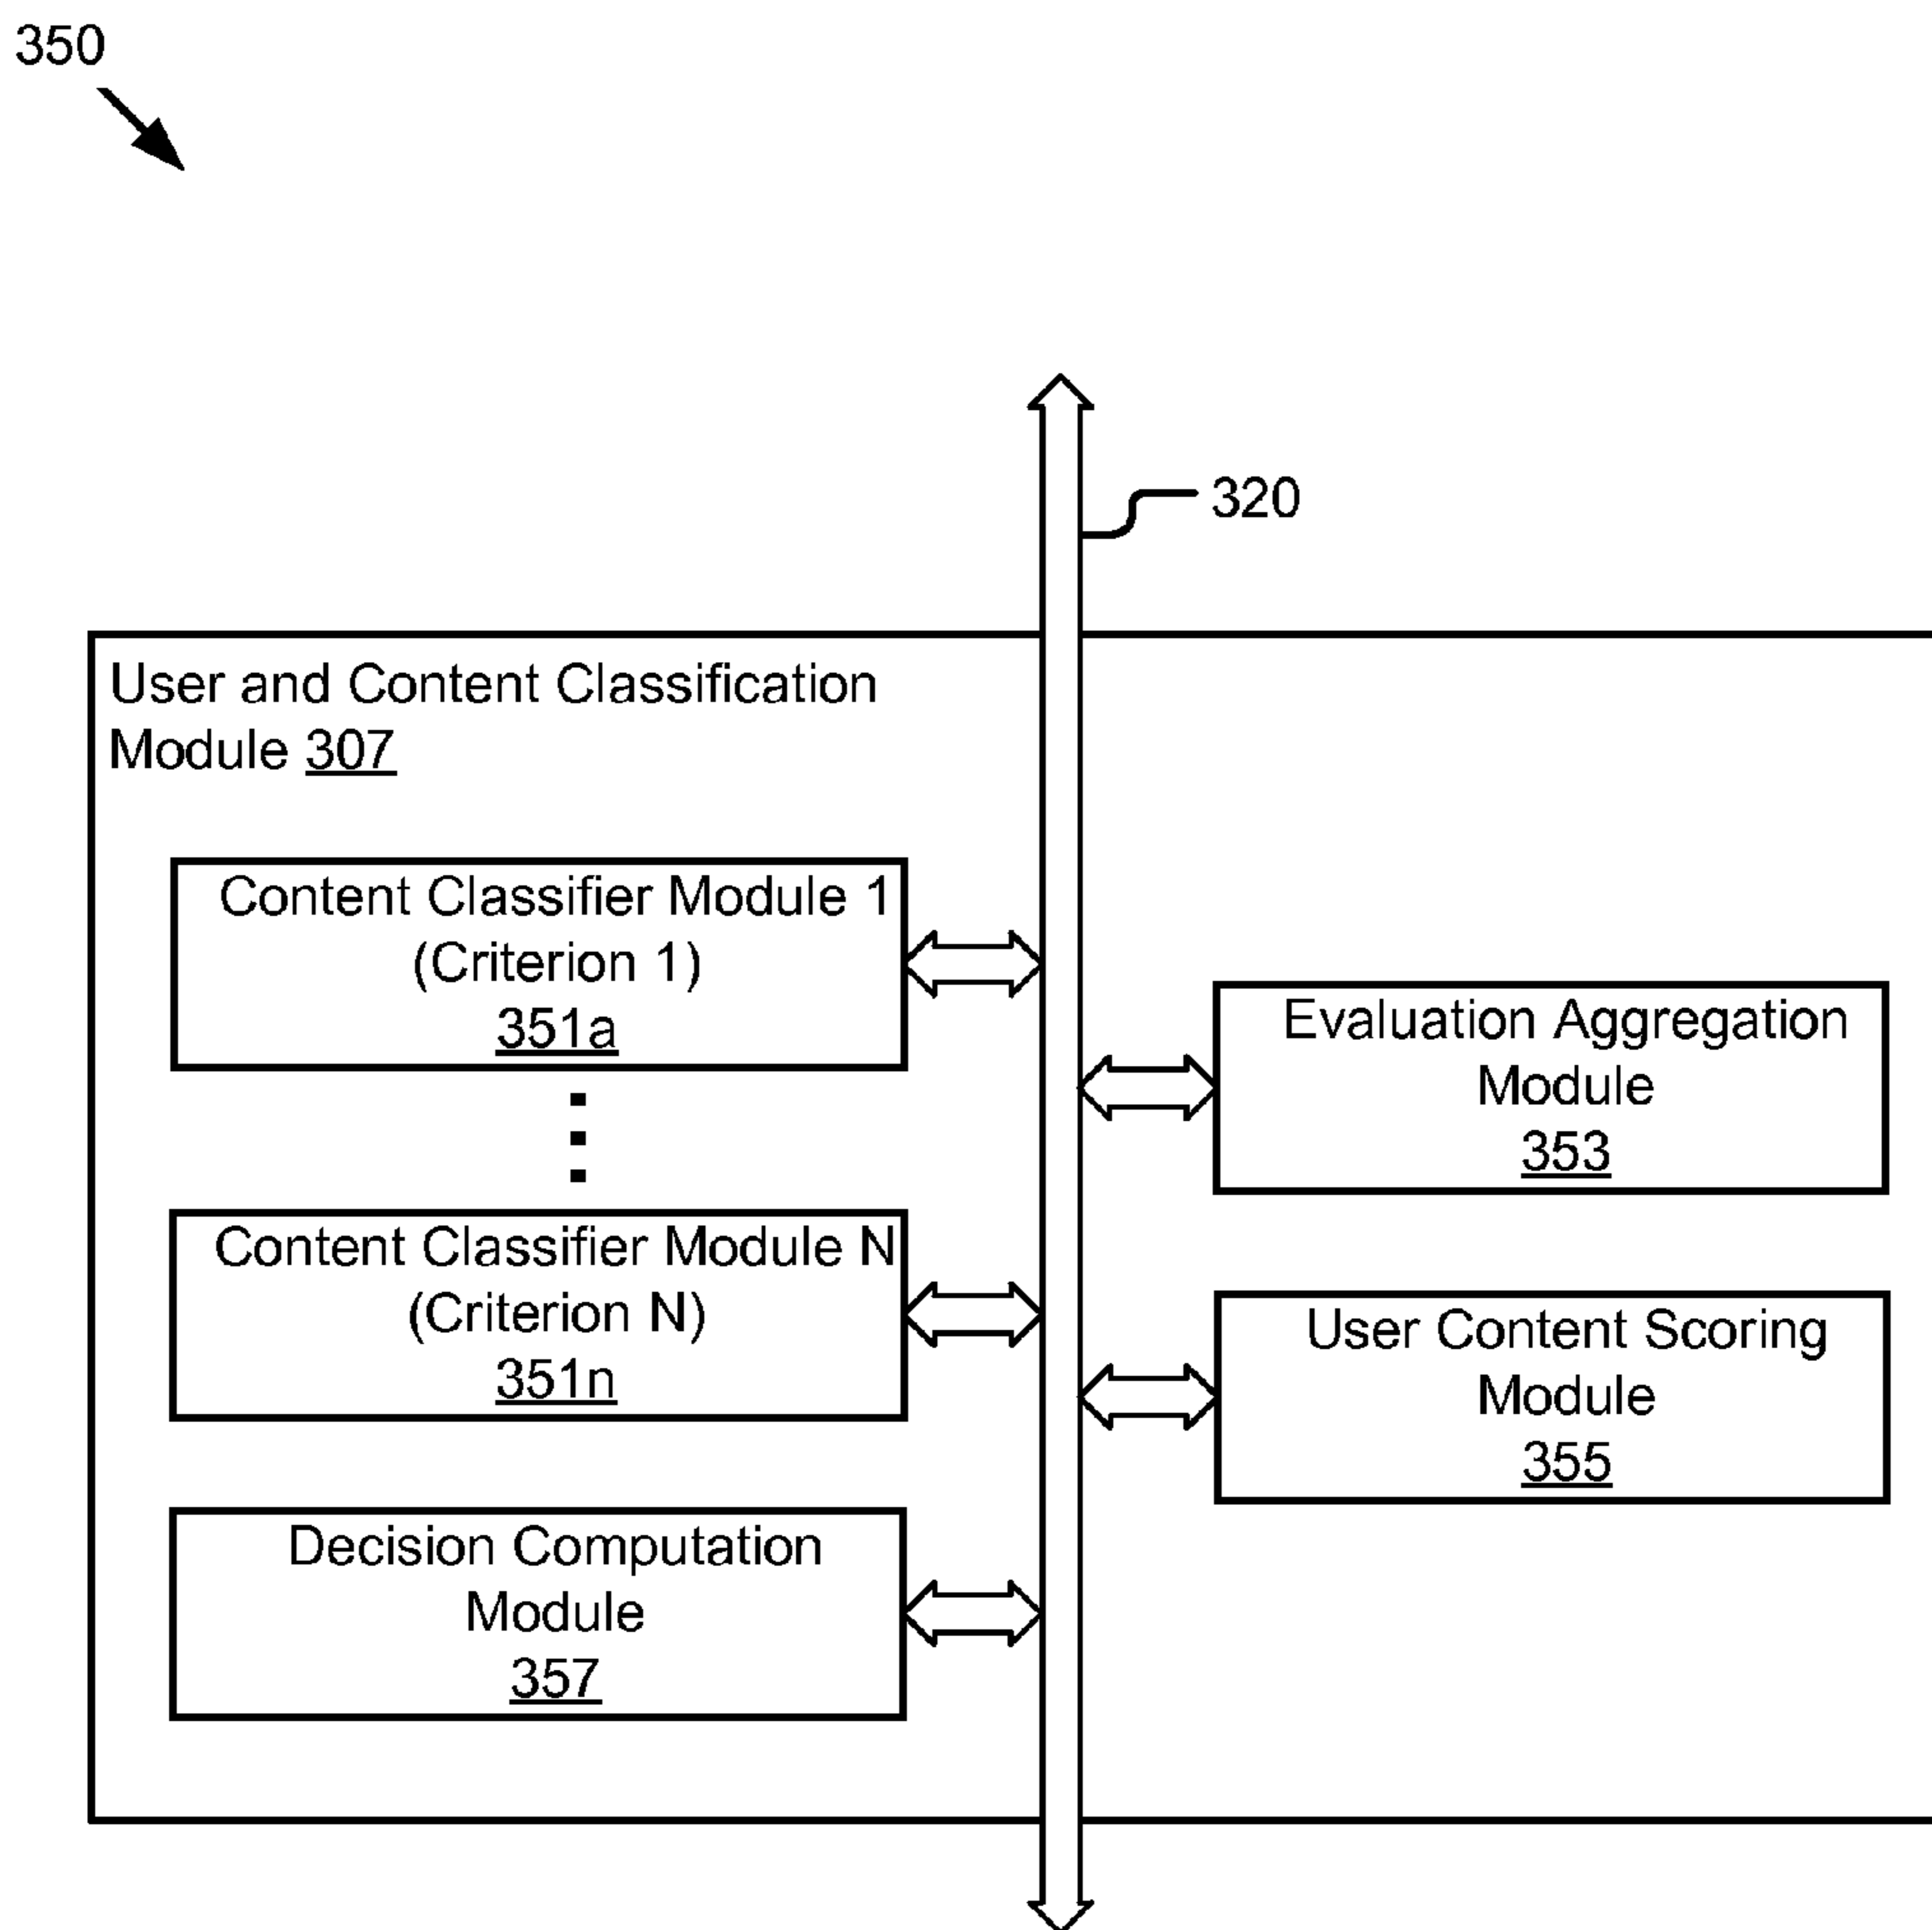 350
320
User and Content Classification
Module 307
Content Classifier Module 1
(Criterion 1)
351a
Content Classifier Module N
(Criterion N)
351n
Decision Computation
Module
357
Evaluation Aggregation
Module
353
User Content Scoring
Module
355